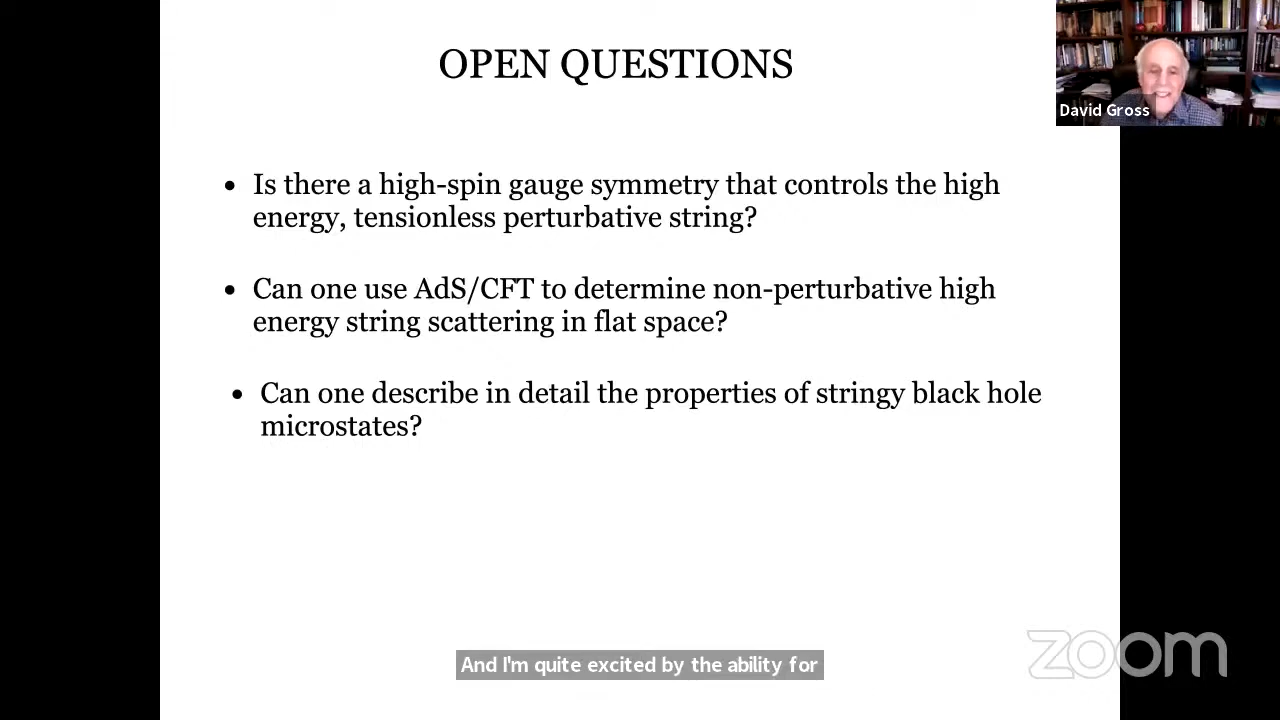 OPEN QUESTIONS
David Gross
• Is there a high-spin gauge symmetry that controls the high
energy, tensionless perturbative string?
• Can one use AdS/CFT to determine non-perturbative high
energy string scattering in flat space?
• Can one describe in detail the properties of stringy black hole
microstates?
And I'm quite excited by the ability for
zoom